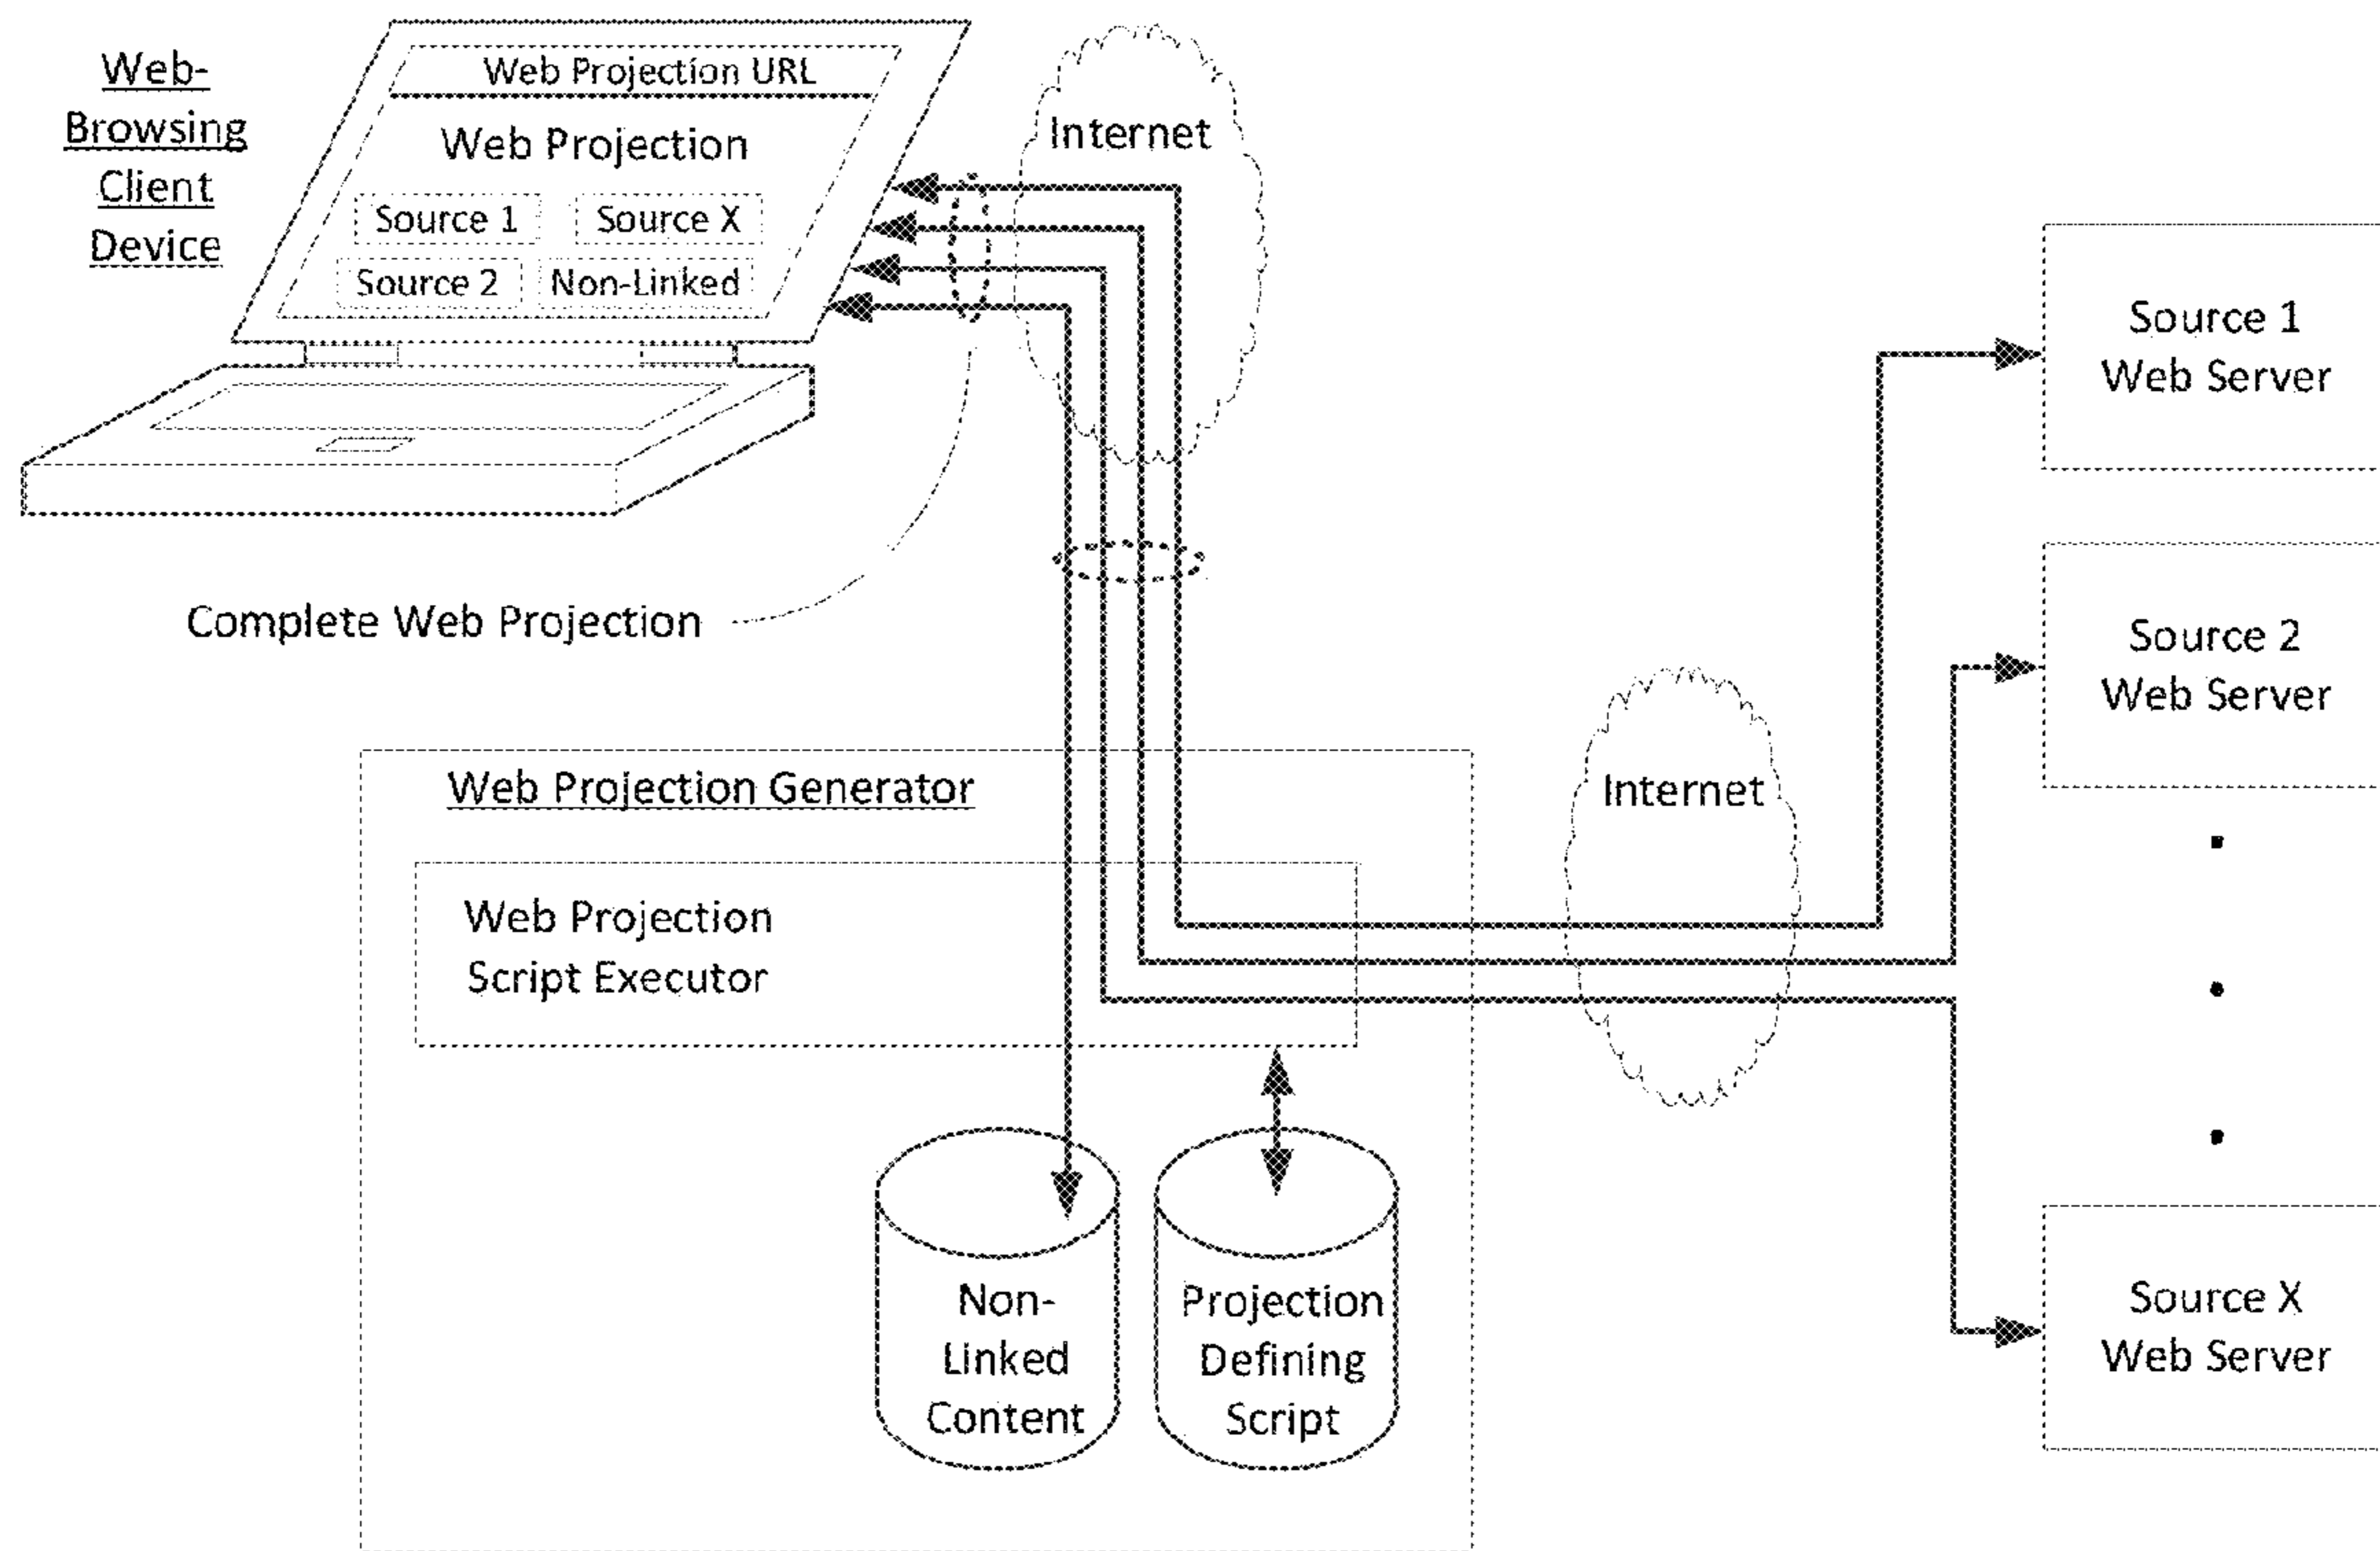 Web-
Browsing
Client
Device
Web Projection URL
Web Projection
Source 1
Source X
Source 2
Non-Linked
Internet
Complete Web Projection
Source 1
Web Server
Source 2
Web Server
Internet
Web Projection Generator
Web Projection
Script Executor
Non-
Linked
Content
Projection
Defining
Script
Source X
Web Server